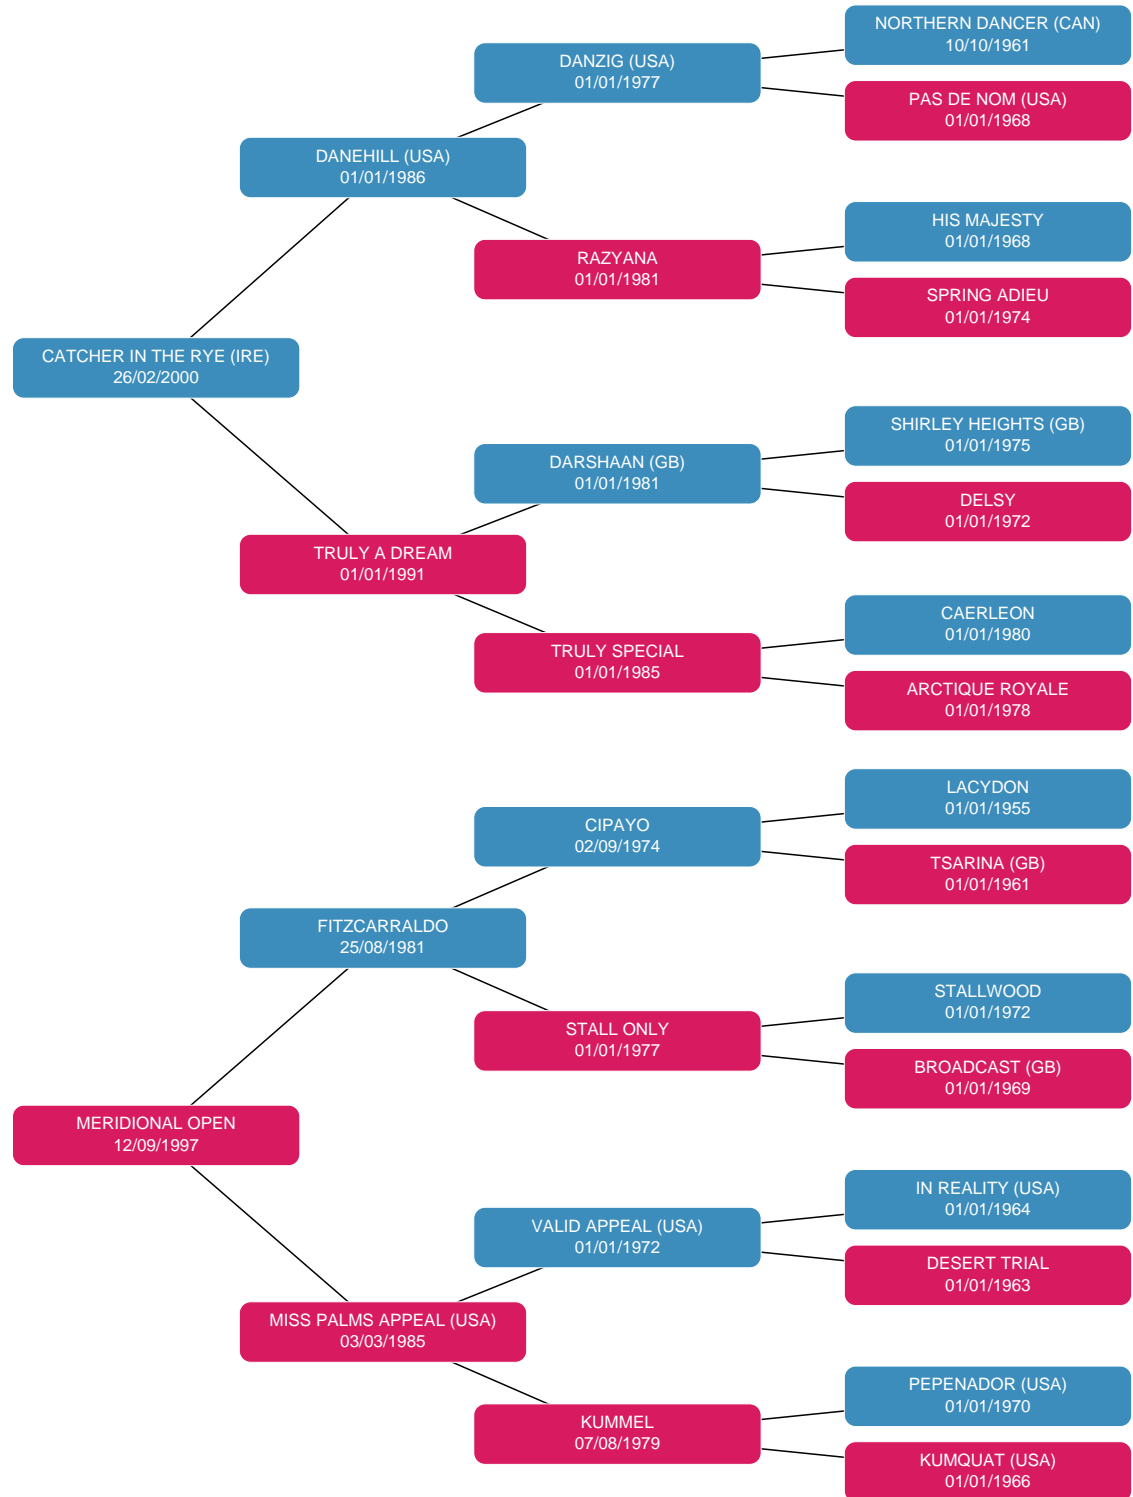 NORTHERN DANCER (CAN)
10/10/1961
DANZIG (USA)
01/01/1977
PAS DE NOM (USA)
01/01/1968
DANEHILL (USA)
01/01/1986
HIS MAJESTY
01/01/1968
RAZYANA
01/01/1981
SPRING ADIEU
01/01/1974
CATCHER IN THE RYE (IRE)
26/02/2000
SHIRLEY HEIGHTS (GB)
01/01/1975
DARSHAAN (GB)
01/01/1981
DELSY
01/01/1972
TRULY A DREAM
01/01/1991
CAERLEON
01/01/1980
TRULY SPECIAL
01/01/1985
ARCTIQUE ROYALE
01/01/1978
LACYDON
01/01/1955
CIPAYO
02/09/1974
TSARINA (GB)
01/01/1961
FITZCARRALDO
25/08/1981
STALLWOOD
01/01/1972
STALL ONLY
01/01/1977
BROADCAST (GB)
01/01/1969
MERIDIONAL OPEN
12/09/1997
IN REALITY (USA)
01/01/1964
VALID APPEAL (USA)
01/01/1972
DESERT TRIAL
01/01/1963
MISS PALMS APPEAL (USA)
03/03/1985
PEPENADOR (USA)
01/01/1970
KUMMEL
07/08/1979
KUMQUAT (USA)
01/01/1966